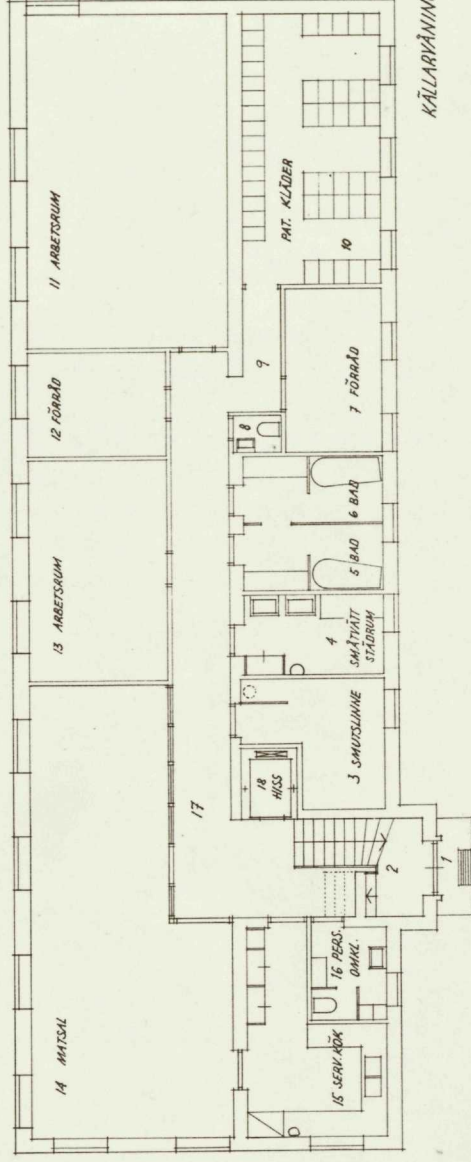 KÄLLARVÅNIN
14 MATSAL
13 ARBETSRUM
12 FÖRRÅD
11 ARBETSRUM
17
15 SERV.KÖK
16 PERS.
OMKL.
1
2
18
HISS
3 SMUTSLINNE
4
SMÅTVÄTT
STÄDRUM
5 BAD
6 BAD
8
7 FÖRRÅD
9
10
PAT. KLÄDER